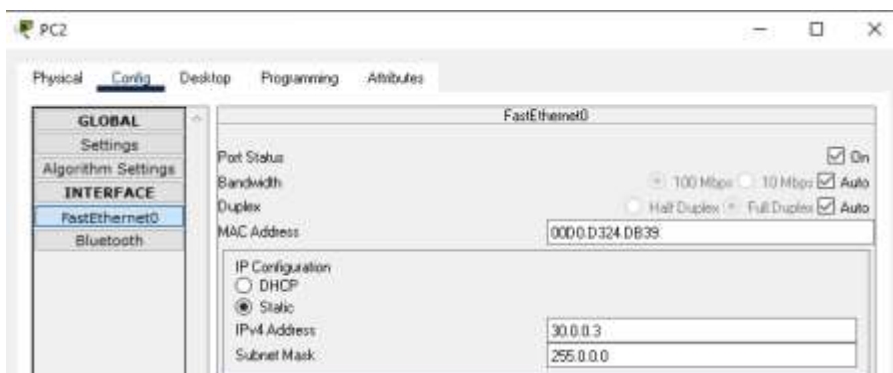 PC2
Physical Config Desktop Programming Attributes
GLOBAL
Settings
Algorithm Settings
INTERFACE
FastEthernet0
Bluetooth
FastEthernet0
Port Status On
Bandwidth 100 Mbps 10 Mbps Auto
Duplex Half Duplex Full Duplex Auto
MAC Address 00D0.D324.DB39
IP Configuration
DHCP
Static
IPv4 Address 30.0.0.3
Subnet Mask 255.0.0.0